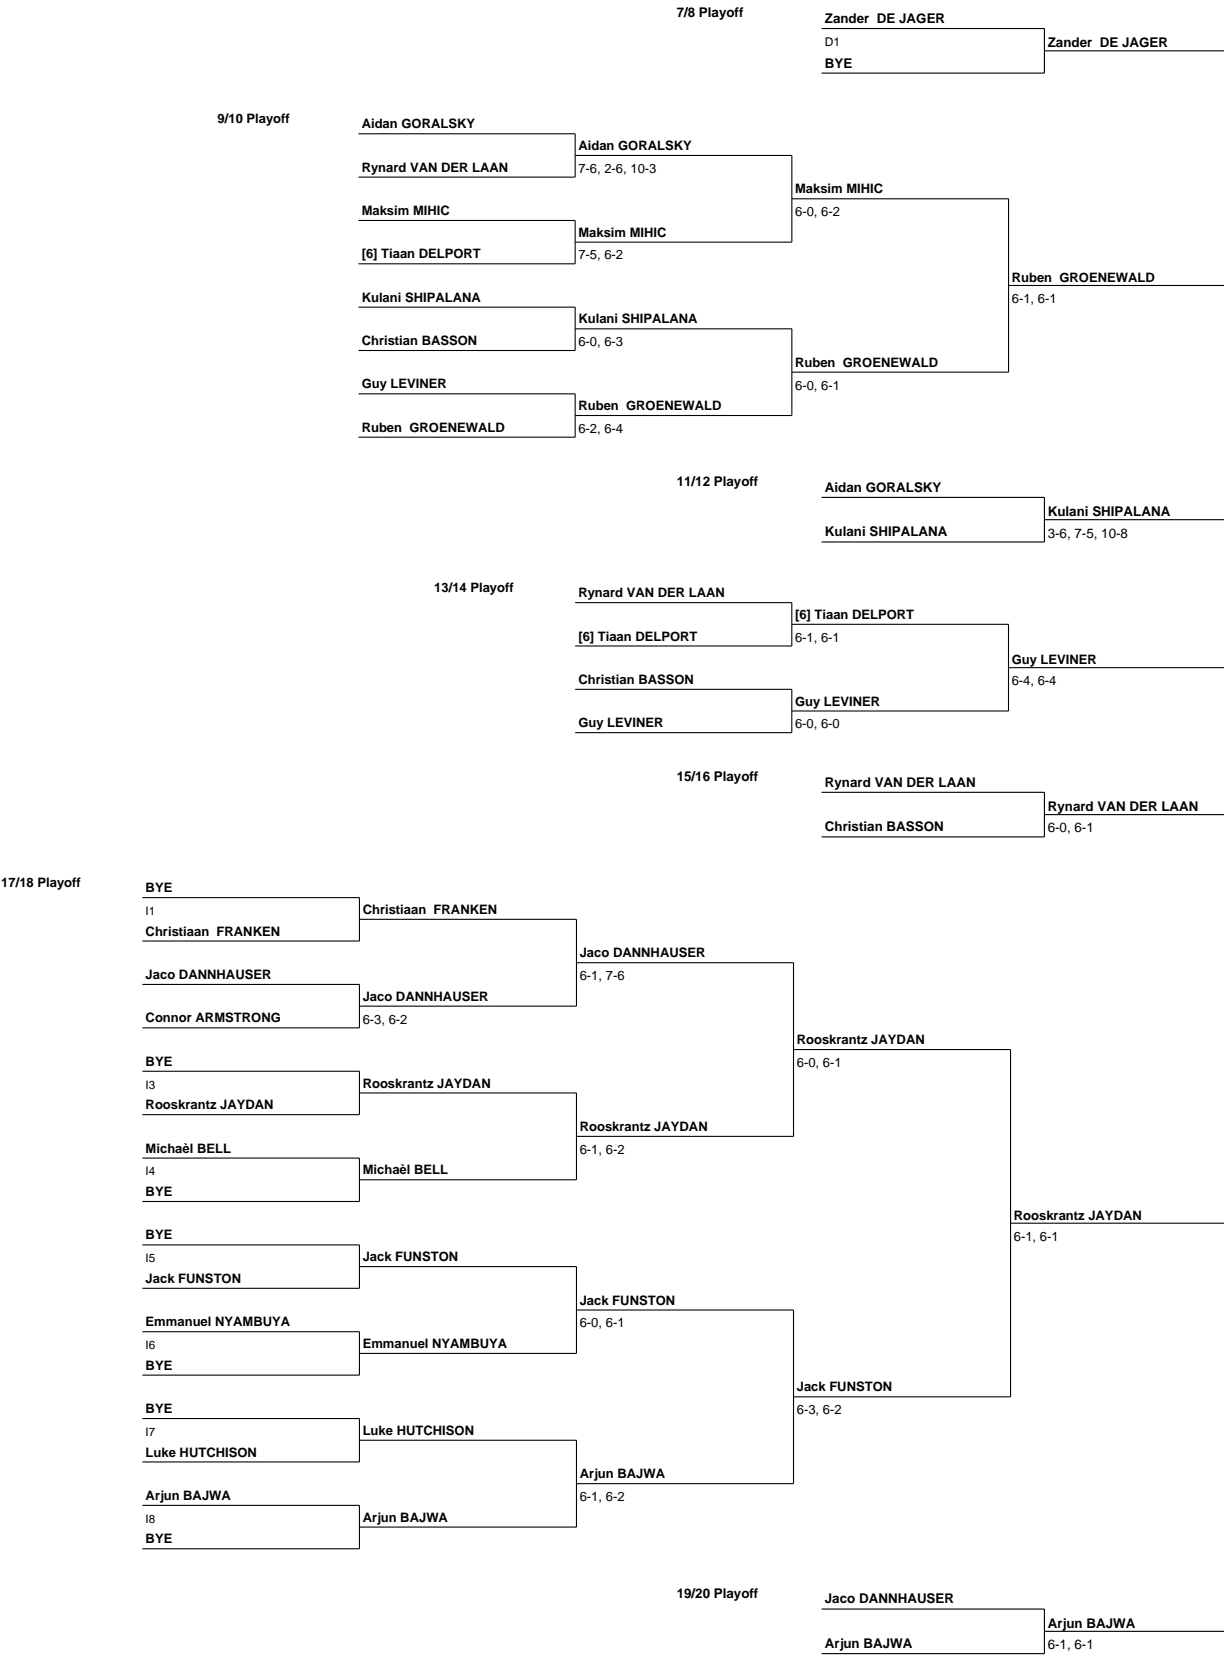 7/8 Playoff
Zander DE JAGER
D1
Zander DE JAGER
BYE
9/10 Playoff
Aidan GORALSKY
Aidan GORALSKY
Rynard VAN DER LAAN
7-6, 2-6, 10-3
Maksim MIHIC
Maksim MIHIC
6-0, 6-2
Maksim MIHIC
[6] Tiaan DELPORT
7-5, 6-2
Ruben GROENEWALD
Kulani SHIPALANA
6-1, 6-1
Kulani SHIPALANA
Christian BASSON
6-0, 6-3
Ruben GROENEWALD
Guy LEVINER
6-0, 6-1
Ruben GROENEWALD
Ruben GROENEWALD
6-2, 6-4
11/12 Playoff
Aidan GORALSKY
Kulani SHIPALANA
Kulani SHIPALANA
3-6, 7-5, 10-8
13/14 Playoff
Rynard VAN DER LAAN
[6] Tiaan DELPORT
[6] Tiaan DELPORT
6-1, 6-1
Guy LEVINER
Christian BASSON
6-4, 6-4
Guy LEVINER
Guy LEVINER
6-0, 6-0
15/16 Playoff
Rynard VAN DER LAAN
Rynard VAN DER LAAN
Christian BASSON
6-0, 6-1
17/18 Playoff
BYE
I1
Christiaan FRANKEN
Christiaan FRANKEN
Jaco DANNHAUSER
Jaco DANNHAUSER
6-1, 7-6
Jaco DANNHAUSER
Connor ARMSTRONG
6-3, 6-2
Rooskrantz JAYDAN
BYE
6-0, 6-1
I3
Rooskrantz JAYDAN
Rooskrantz JAYDAN
Rooskrantz JAYDAN
Michaèl BELL
6-1, 6-2
I4
Michaèl BELL
BYE
Rooskrantz JAYDAN
BYE
6-1, 6-1
I5
Jack FUNSTON
Jack FUNSTON
Jack FUNSTON
Emmanuel NYAMBUYA
6-0, 6-1
I6
Emmanuel NYAMBUYA
BYE
Jack FUNSTON
BYE
6-3, 6-2
I7
Luke HUTCHISON
Luke HUTCHISON
Arjun BAJWA
Arjun BAJWA
6-1, 6-2
I8
Arjun BAJWA
BYE
19/20 Playoff
Jaco DANNHAUSER
Arjun BAJWA
Arjun BAJWA
6-1, 6-1